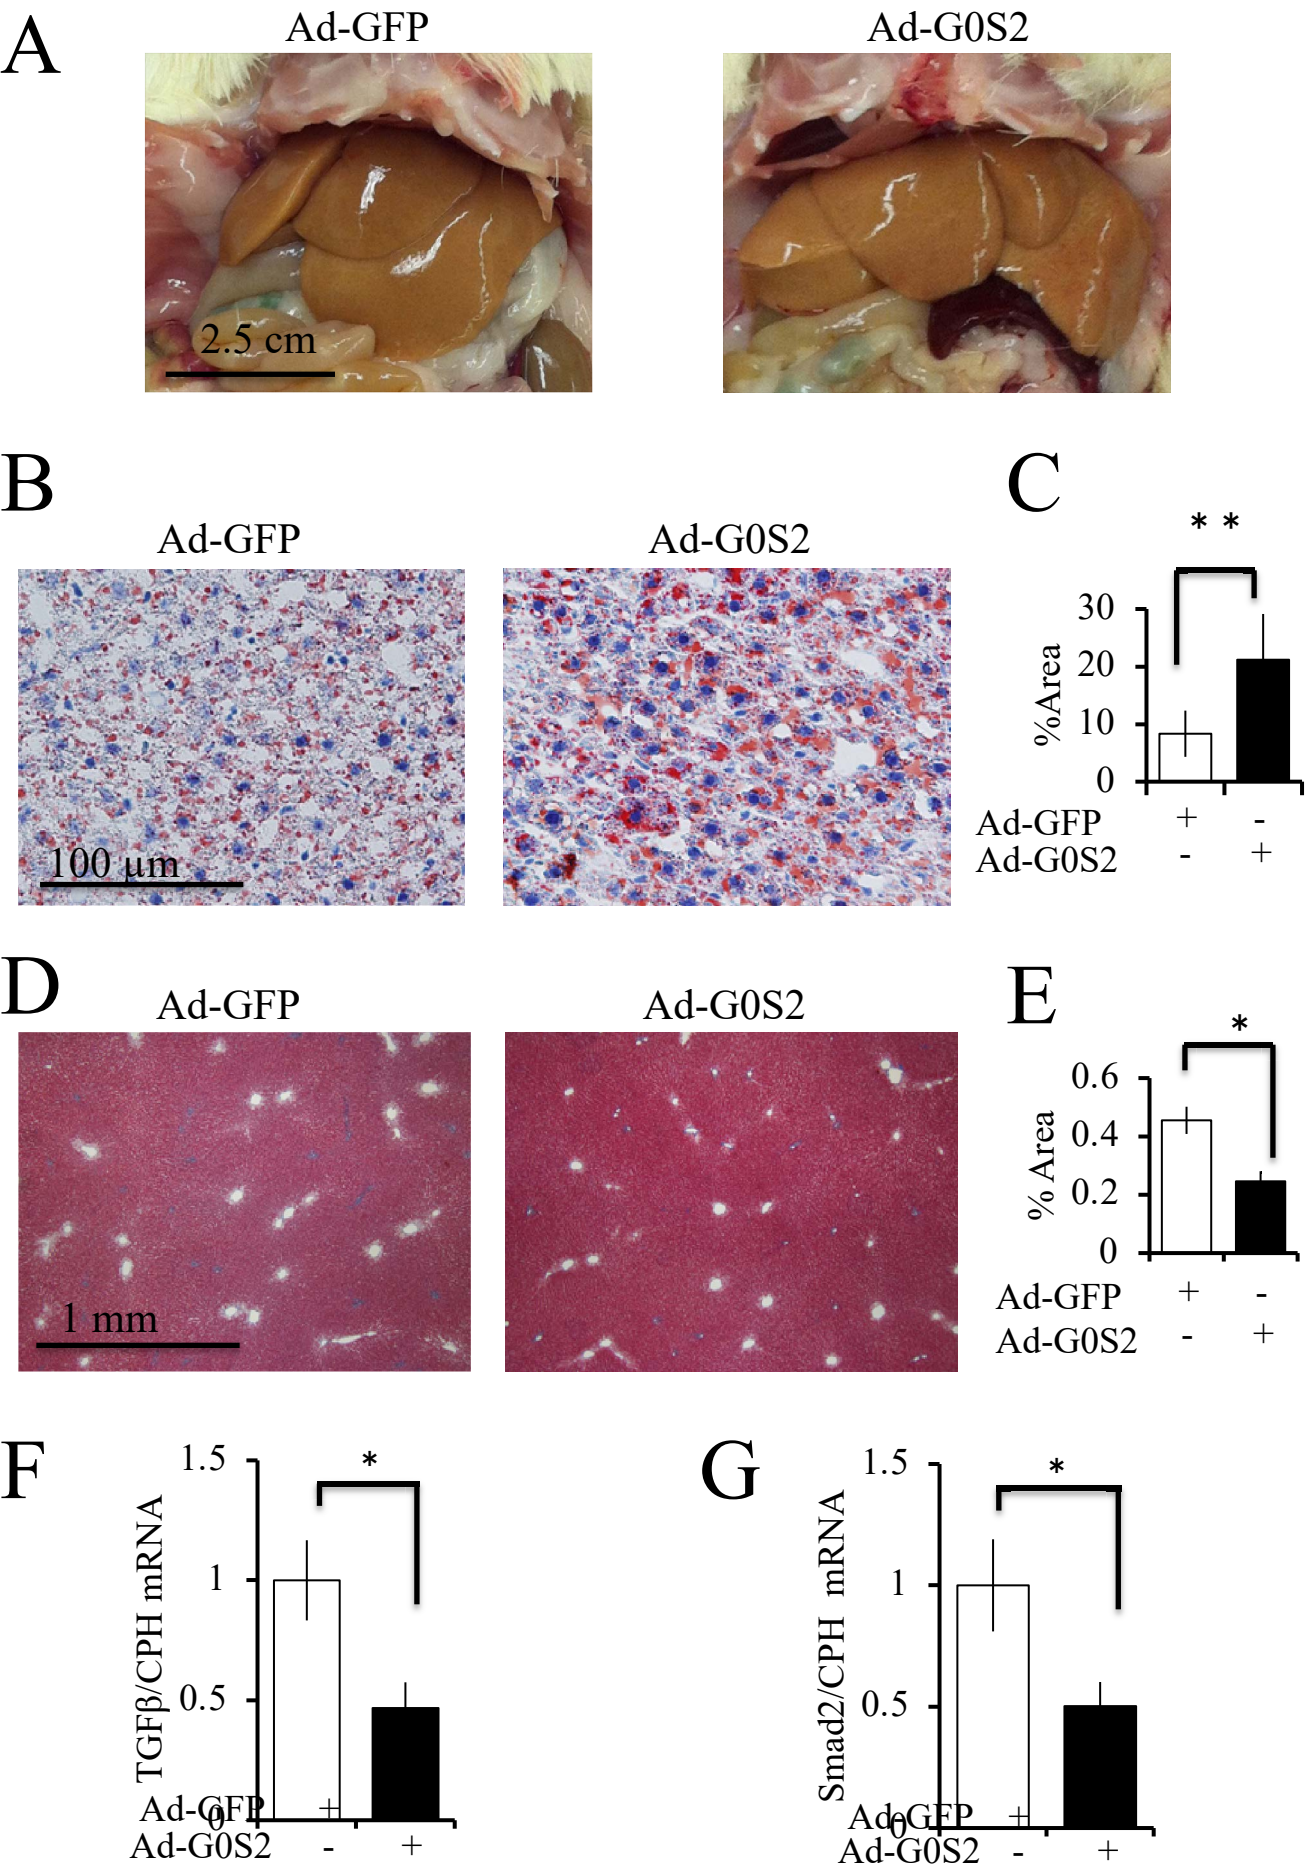 A
Ad-GFP Ad-G0S2
2.5 cm
B
Ad-GFP Ad-G0S2
100 μm
C
* *
%Area
30
20
10
0
Ad-GFP + -
Ad-G0S2 - +
D
Ad-GFP Ad-G0S2
1 mm
E
*
% Area
0.6
0.4
0.2
0
Ad-GFP + -
Ad-G0S2 - +
F
*
TGFβ/CPH mRNA
1.5
1
0.5
0
Ad-GFP +
Ad-G0S2 - +
G
*
Smad2/CPH mRNA
1.5
1
0.5
0
Ad-GFP +
Ad-G0S2 - +